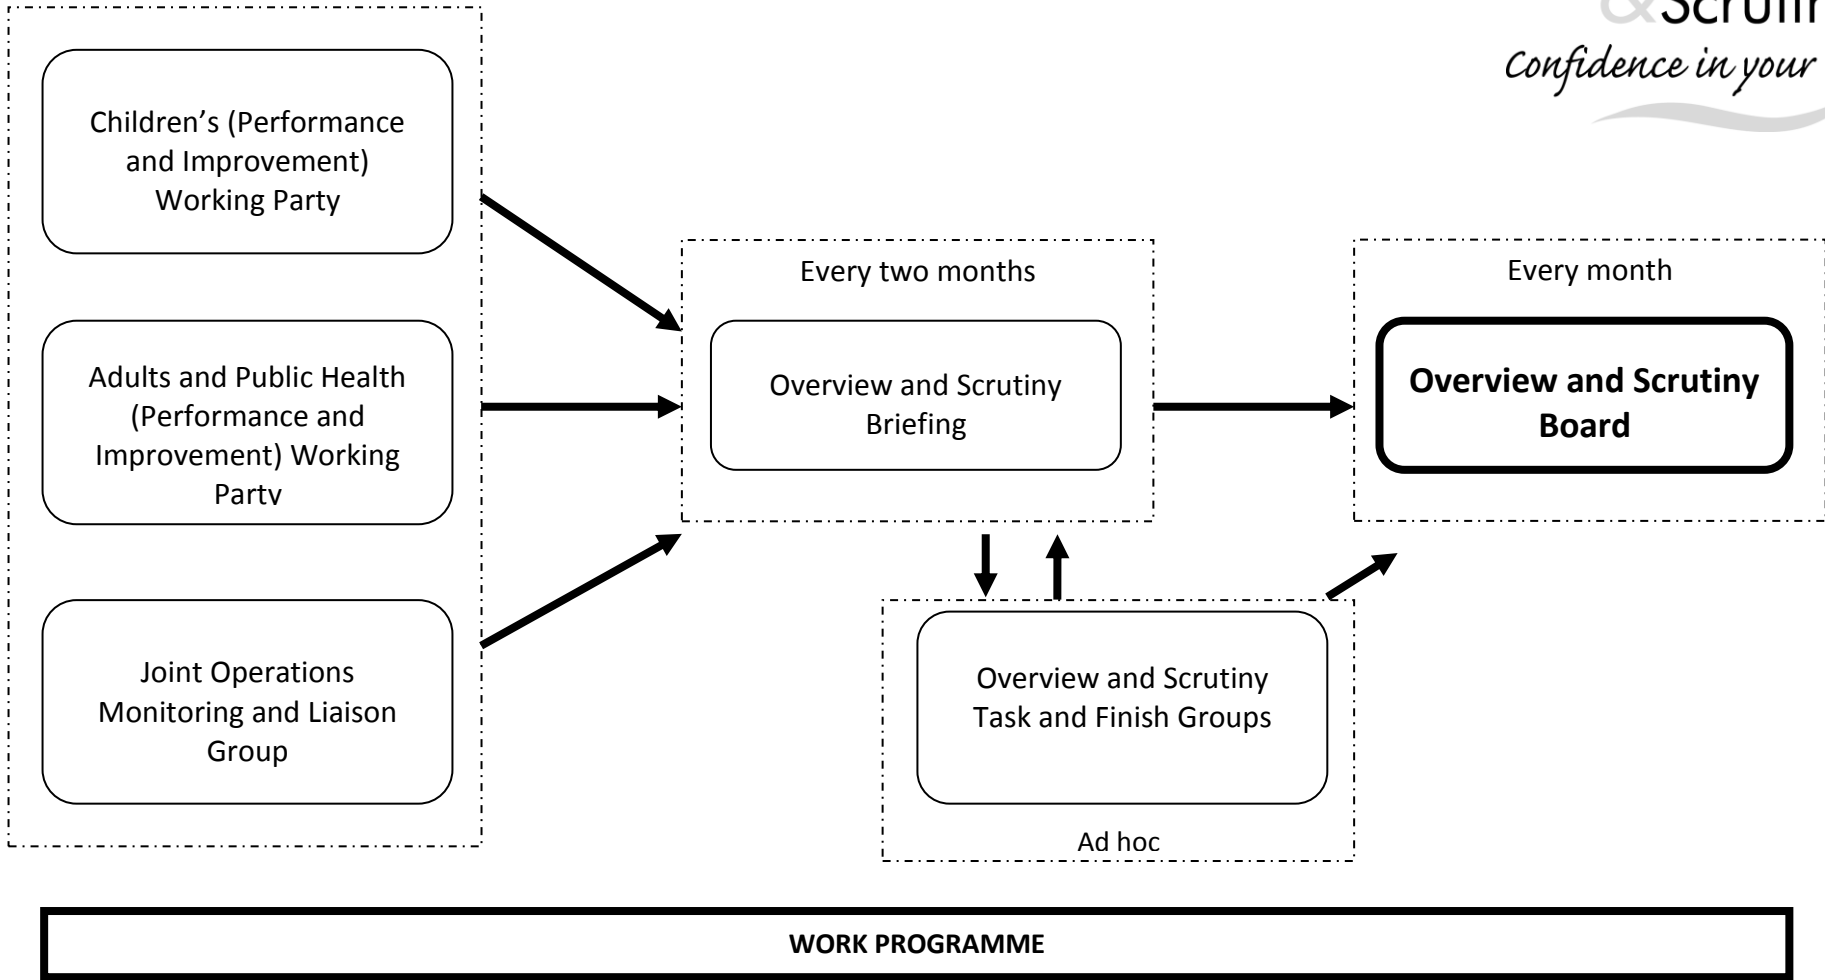 Confidence in your
Children’s (Performance
and Improvement)
Working Party
Adults and Public Health
(Performance and
Improvement) Working
Party
Joint Operations
Monitoring and Liaison
Group
Every two months
Overview and Scrutiny
Briefing
Every month
Overview and Scrutiny
Board
Overview and Scrutiny
Task and Finish Groups
Ad hoc
WORK PROGRAMME